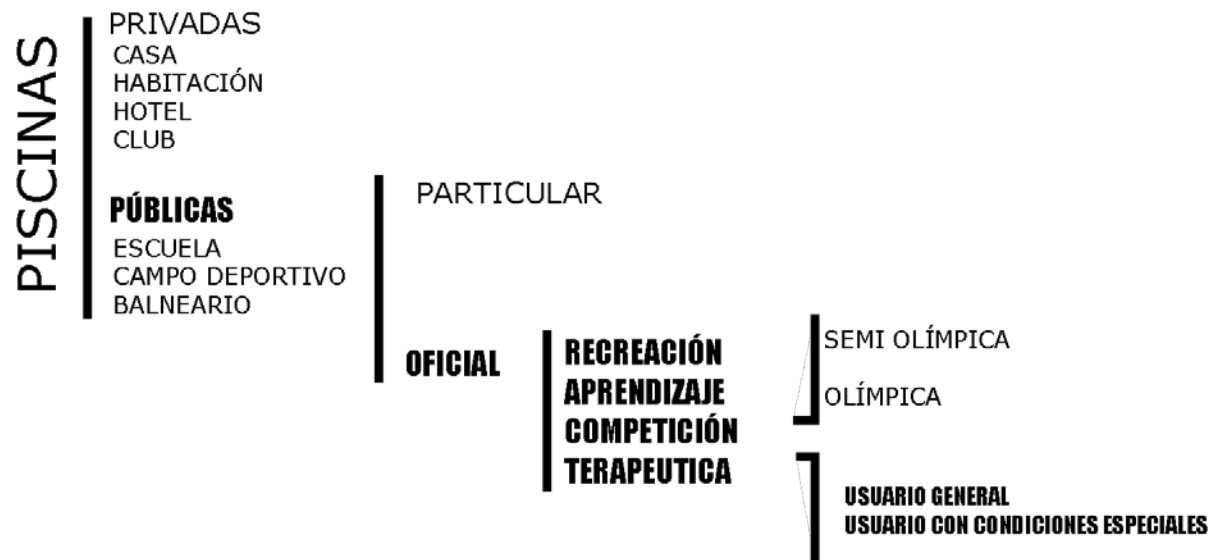 PISCINAS
PRIVADAS
CASA
HABITACIÓN
HOTEL
CLUB
PÚBLICAS
ESCUELA
CAMPO DEPORTIVO
BALNEARIO
PARTICULAR
OFICIAL
RECREACIÓN
APRENDIZAJE
COMPETICIÓN
TERAPEUTICA
SEMI OLÍMPICA
OLÍMPICA
USUARIO GENERAL
USUARIO CON CONDICIONES ESPECIALES